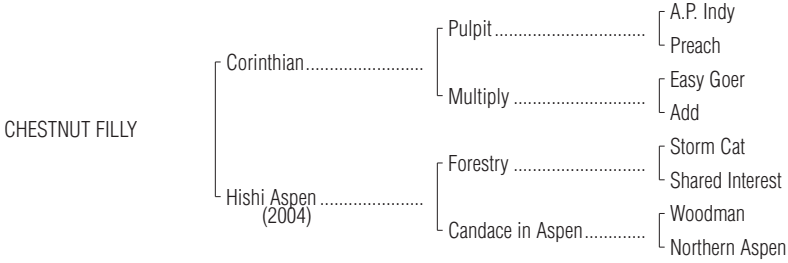 A.P. Indy
Pulpit..................................
Preach
Corinthian..........................
Easy Goer
Multiply ..............................
Add
CHESTNUT FILLY
Storm Cat
Forestry ..............................
Shared Interest
Hishi Aspen.......................
(2004)
Woodman
Candace in Aspen.............
Northern Aspen